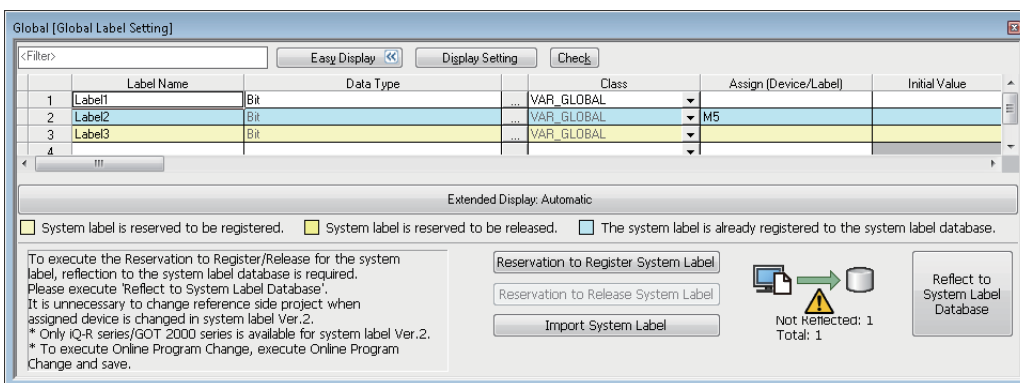 Global [Global Label Setting]
<Filter>
Easy Display
Display Setting
Check
Label Name Data Type Class Assign (Device/Label) Initial Value
1 Label1 Bit ... VAR_GLOBAL
2 Label2 Bit ... VAR_GLOBAL M5
3 Label3 Bit ... VAR_GLOBAL
4
Extended Display: Automatic
System label is reserved to be registered. System label is reserved to be released. The system label is already registered to the system label database.
To execute the Reservation to Register/Release for the system
label, reflection to the system label database is required.
Please execute 'Reflect to System Label Database'.
It is unnecessary to change reference side project when
assigned device is changed in system label Ver.2.
* Only iQ-R series/GOT 2000 series is available for system label Ver.2.
* To execute Online Program Change, execute Online Program
Change and save.
Reservation to Register System Label
Reservation to Release System Label
Import System Label
Not Reflected: 1
Total: 1
Reflect to
System Label
Database